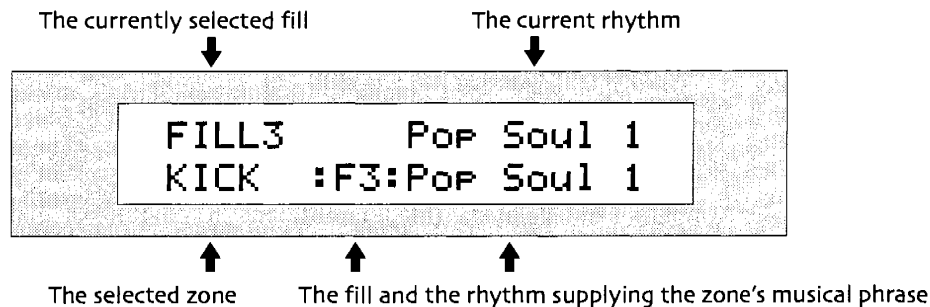 The currently selected fill The current rhythm
FILL3 Pop Soul 1
KICK :F3:Pop Soul 1
The selected zone The fill and the rhythm supplying the zone's musical phrase